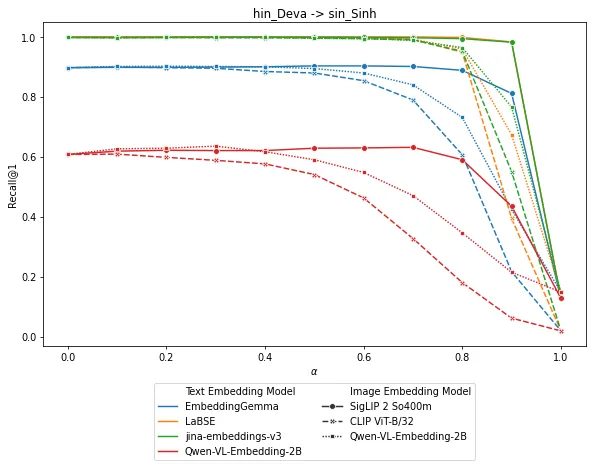 hin_Deva -> sin_Sinh
Recall@1
1.0
0.8
0.6
0.4
0.2
0.0
0.0 0.2 0.4 0.6 0.8 1.0
α
Text Embedding Model
EmbeddingGemma
LaBSE
jina-embeddings-v3
Qwen-VL-Embedding-2B
Image Embedding Model
SigLIP 2 So400m
CLIP ViT-B/32
Qwen-VL-Embedding-2B